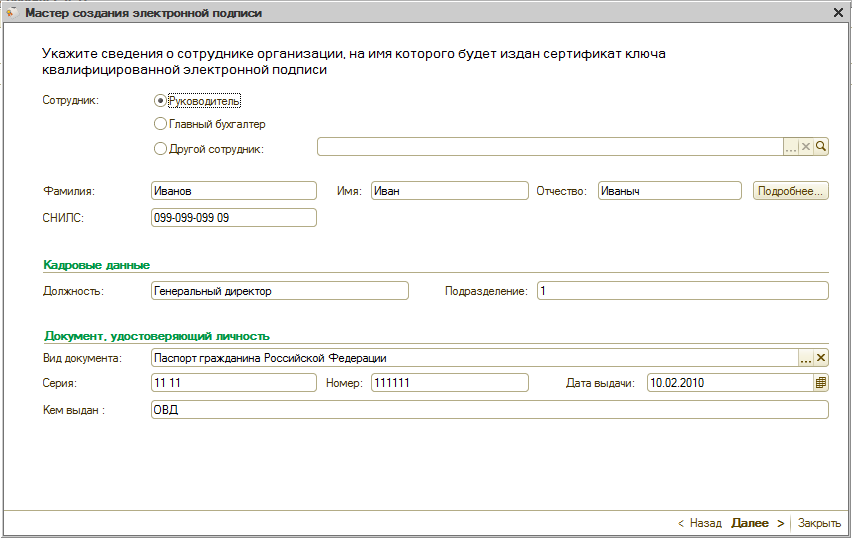 Мастер создания электронной подписи
Укажите сведения о сотруднике организации, на имя которого будет издан сертификат ключа
квалифицированной электронной подписи
Сотрудник: Руководитель
Главный бухгалтер
Другой сотрудник: ...
Фамилия: Иванов Имя: Иван Отчество: Иваныч Подробнее...
СНИЛС: 099-099-099 09
Кадровые данные
Должность: Генеральный директор Подразделение: 1
Документ, удостоверяющий личность
Вид документа: Паспорт гражданина Российской Федерации ...
Серия: 11 11 Номер: 111111 Дата выдачи: 10.02.2010
Кем выдан : ОВД
< Назад Далее > Закрыть